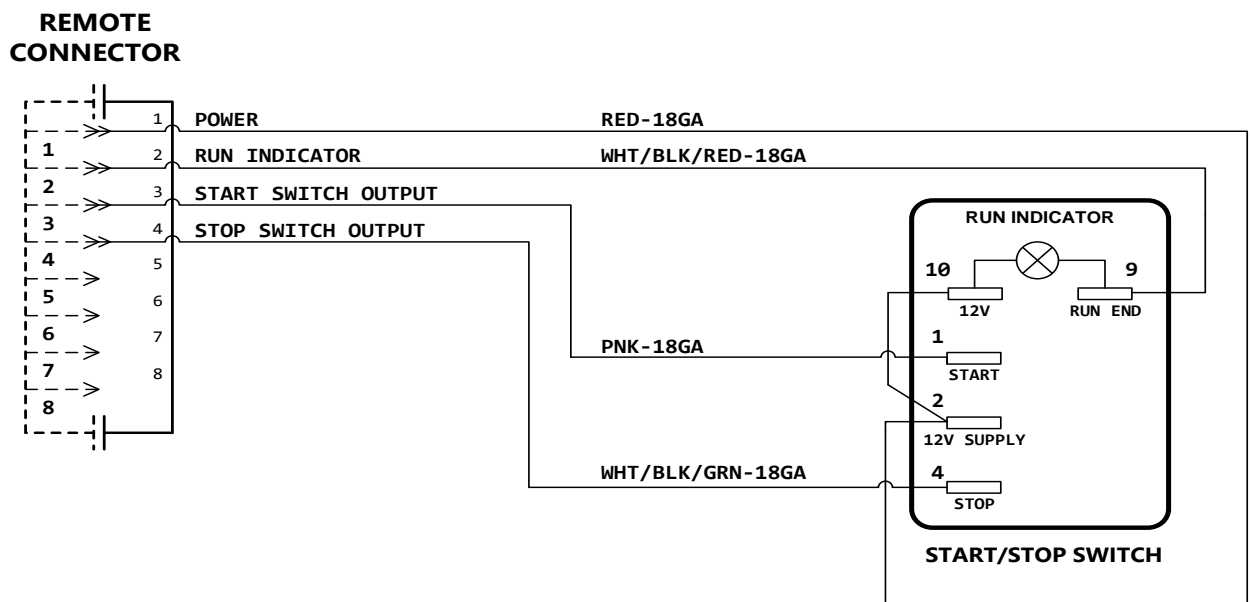 REMOTE
CONNECTOR
1 POWER RED-18GA
1
2 RUN INDICATOR WHT/BLK/RED-18GA
2
3 START SWITCH OUTPUT
3
4 STOP SWITCH OUTPUT
4
5
5
6
6
7
7
8
8
RUN INDICATOR
10 9
12V RUN END
PNK-18GA 1
START
2
12V SUPPLY
WHT/BLK/GRN-18GA 4
STOP
START/STOP SWITCH